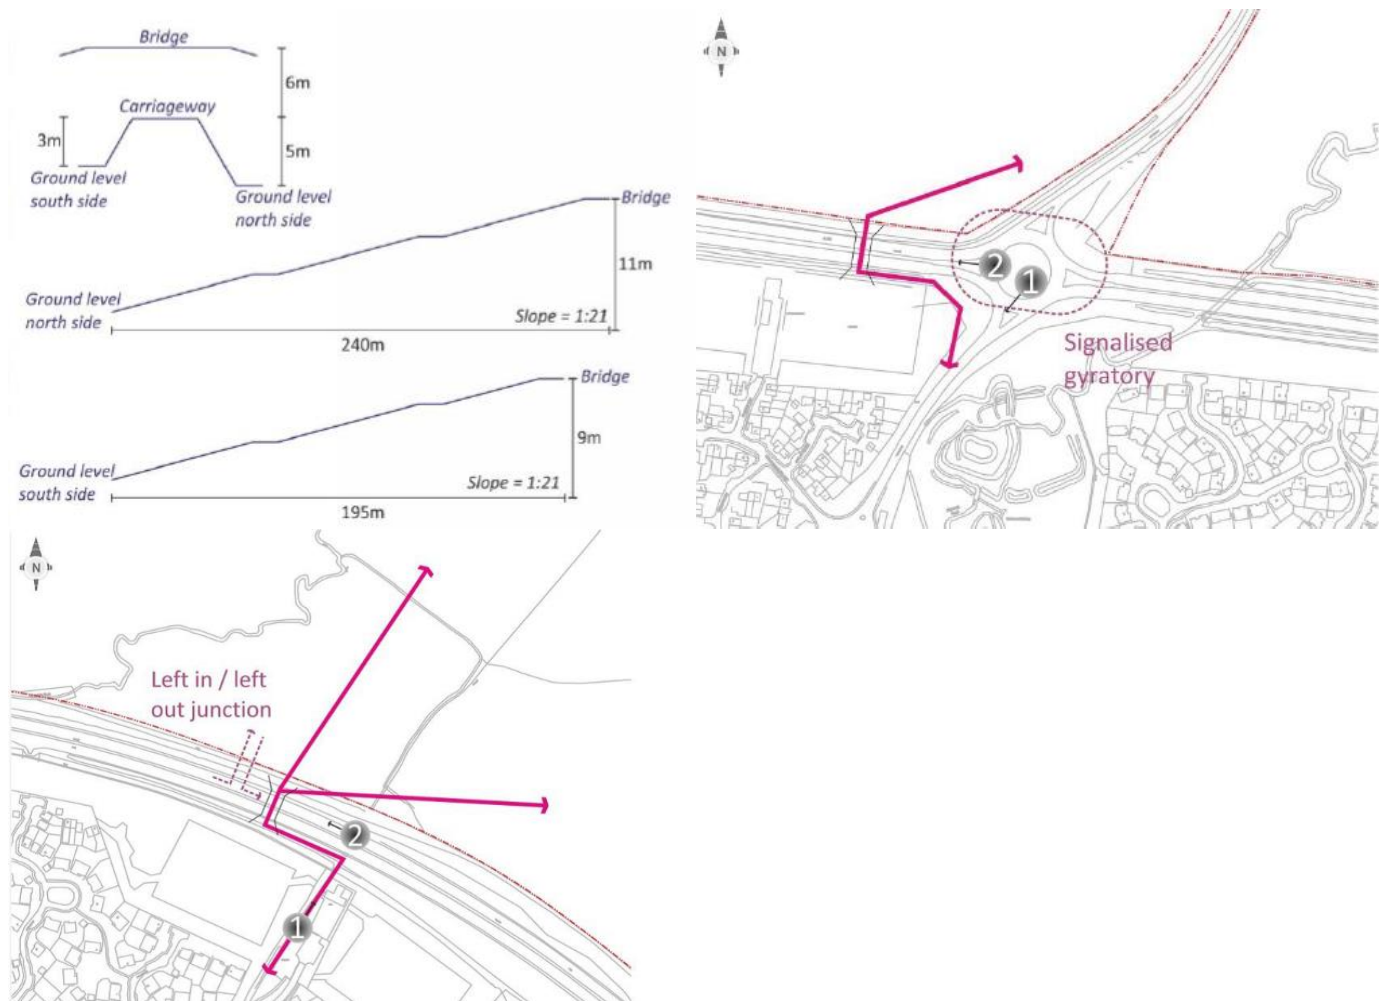 Bridge
6m
Carriageway
3m
5m
Ground level
south side
Ground level
north side
Bridge
11m
Ground level
north side
Slope = 1:21
240m
Bridge
9m
Ground level
south side
Slope = 1:21
195m
N
2
1
Signalised
gyratory
N
Left in / left
out junction
2
1